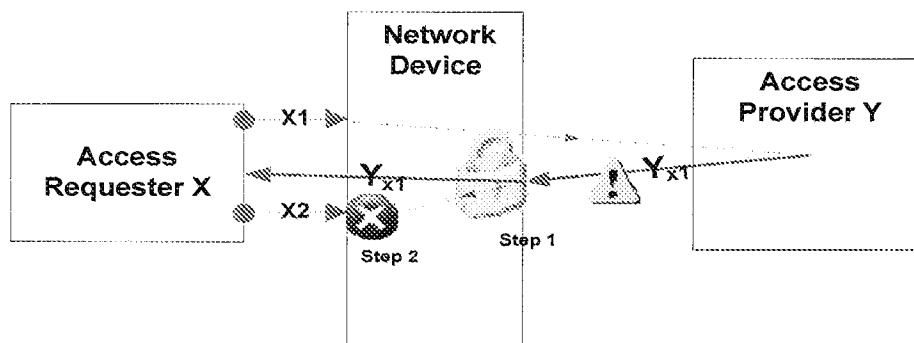 Network
Device
Access
Provider Y
X1
Access
Requester X
Yx1
Yx1
X2
Step 1
Step 2